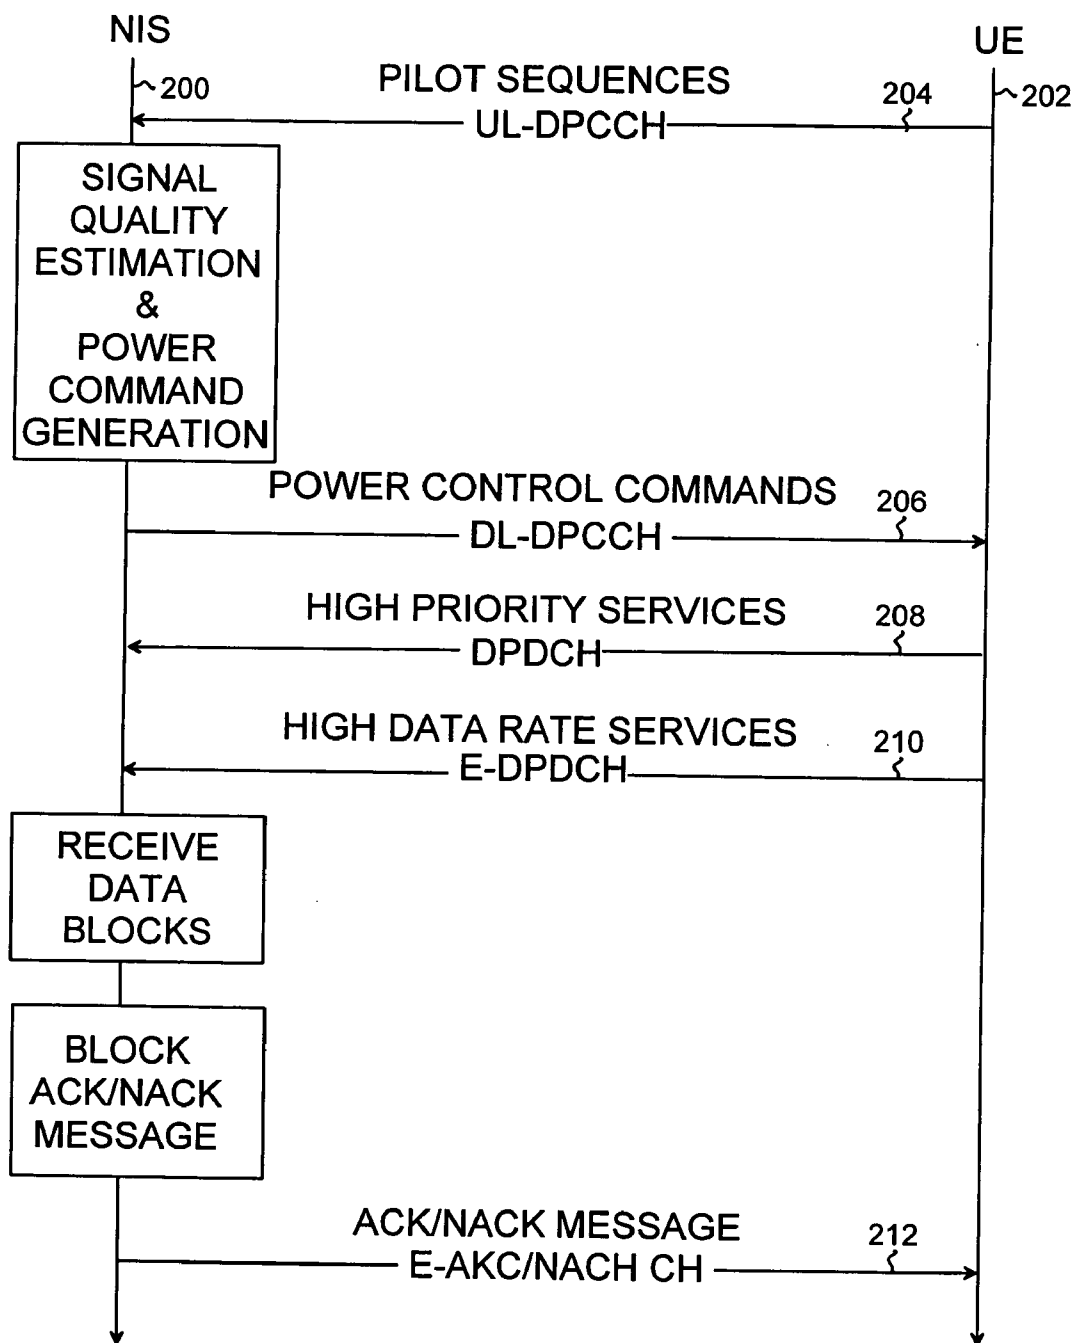 NIS
UE
200
202
PILOT SEQUENCES
204
UL-DPCCH
SIGNAL
QUALITY
ESTIMATION
&
POWER
COMMAND
GENERATION
POWER CONTROL COMMANDS
206
DL-DPCCH
HIGH PRIORITY SERVICES
208
DPDCH
HIGH DATA RATE SERVICES
210
E-DPDCH
RECEIVE
DATA
BLOCKS
BLOCK
ACK/NACK
MESSAGE
ACK/NACK MESSAGE
212
E-AKC/NACH CH